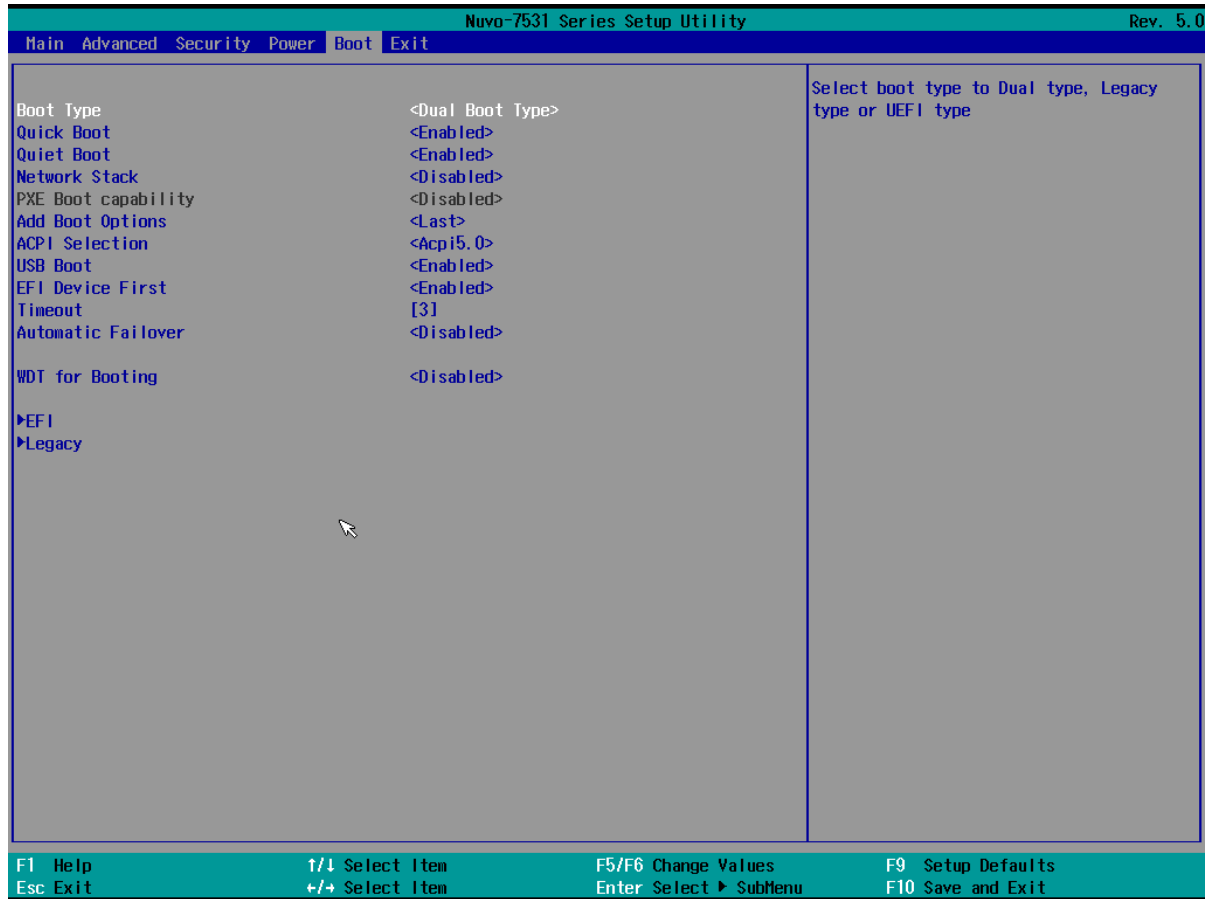 Nuvo-7531 Series Setup Utility Rev. 5.0
Main Advanced Security Power Boot Exit
Select boot type to Dual type, Legacy
type or UEFI type
Boot Type <Dual Boot Type>
Quick Boot <Enabled>
Quiet Boot <Enabled>
Network Stack <Disabled>
PXE Boot capability <Disabled>
Add Boot Options <Last>
ACPI Selection <Acpi5.0>
USB Boot <Enabled>
EFI Device First <Enabled>
Timeout [3]
Automatic Failover <Disabled>
WDT for Booting <Disabled>
▶EFI
▶Legacy
F1 Help ↑/↓ Select Item F5/F6 Change Values F9 Setup Defaults
Esc Exit ←/→ Select Item Enter Select ▶ SubMenu F10 Save and Exit